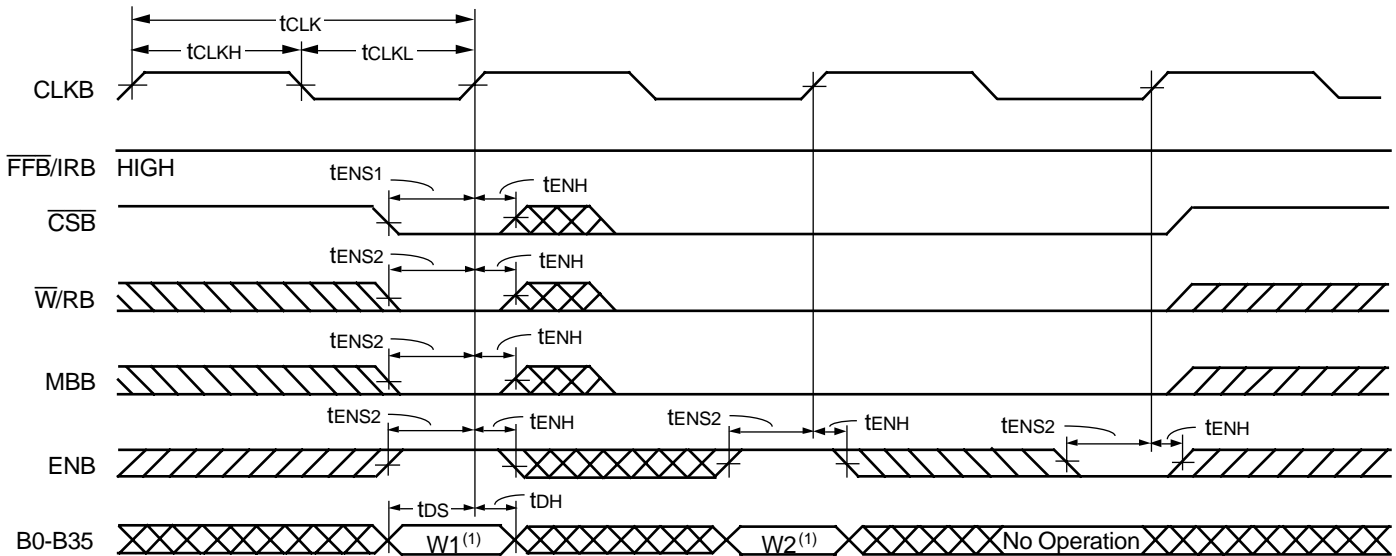 tCLK
tCLKH tCLKL
CLKB
FFB/IRB HIGH
tENS1 tENH
CSB
tENS2 tENH
W/RB
tENS2 tENH
MBB
tENS2 tENH tENS2 tENH tENS2 tENH
ENB
tDS tDH
B0-B35 W1(1) W2(1) No Operation